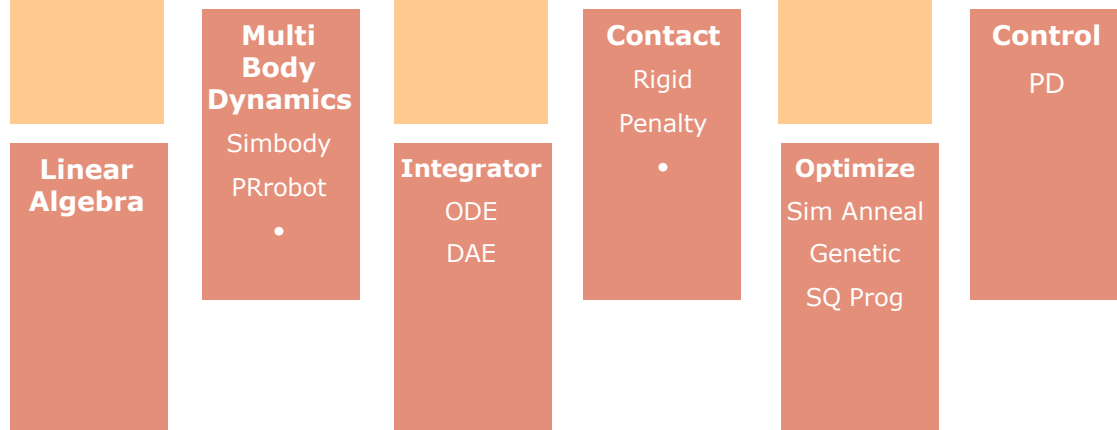 Linear
Algebra
Multi
Body
Dynamics
Simbody
PRrobot
•
Integrator
ODE
DAE
Contact
Rigid
Penalty
•
Optimize
Sim Anneal
Genetic
SQ Prog
Control
PD